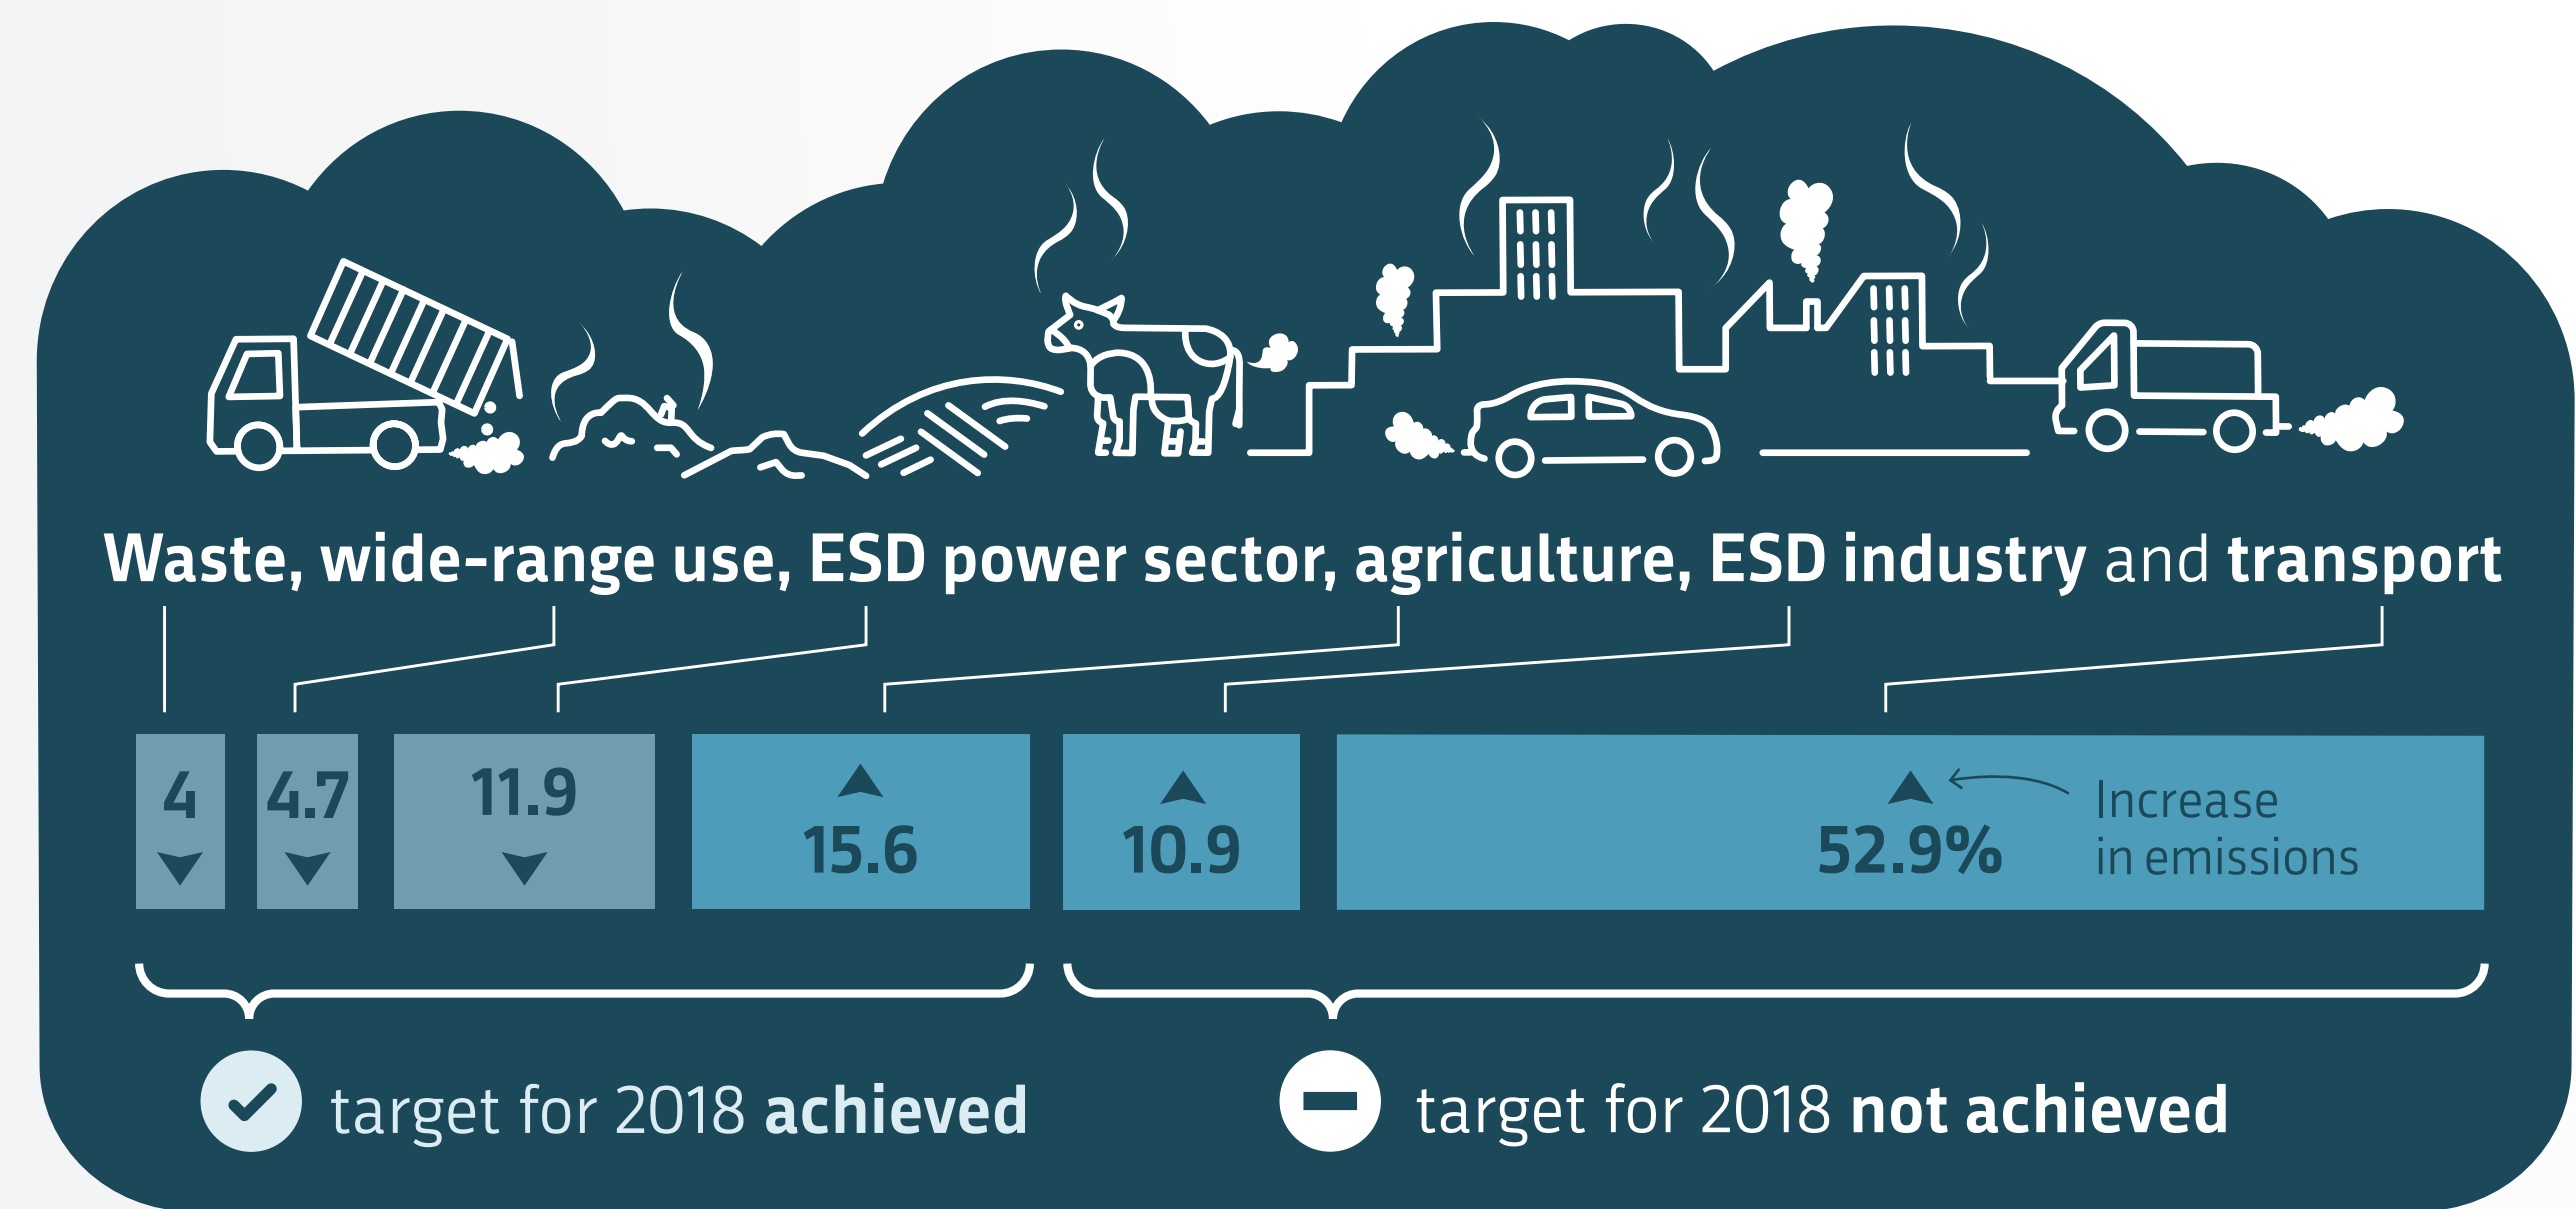 Waste, wide-range use, ESD power sector, agriculture, ESD industry and transport
4
4.7
11.9
15.6
10.9
52.9%
Increase
in emissions
target for 2018 achieved
target for 2018 not achieved